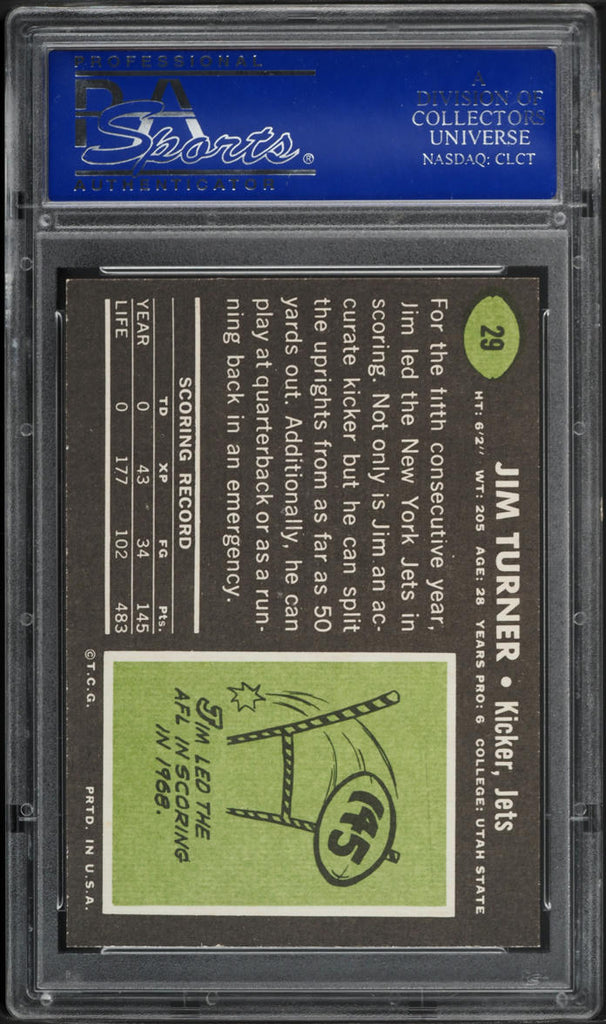 PROFESSIONAL
PSA
Sports®
AUTHENTICATOR
A
DIVISION OF
COLLECTORS
UNIVERSE
NASDAQ: CLCT
29
JIM TURNER • Kicker, Jets
HT: 6'2" WT: 205 AGE: 28 YEARS PRO: 6 COLLEGE: UTAH STATE
For the fifth consecutive year,
Jim led the New York Jets in
scoring. Not only is Jim an ac-
curate kicker but he can split
the uprights from as far as 50
yards out. Additionally, he can
play at quarterback or as a run-
ning back in an emergency.
SCORING RECORD
TD XP FG Pts.
YEAR 0 43 34 145
LIFE 0 177 102 483
145
JIM LED THE
AFL IN SCORING
IN 1968.
© T.C.G. PRTD. IN U.S.A.